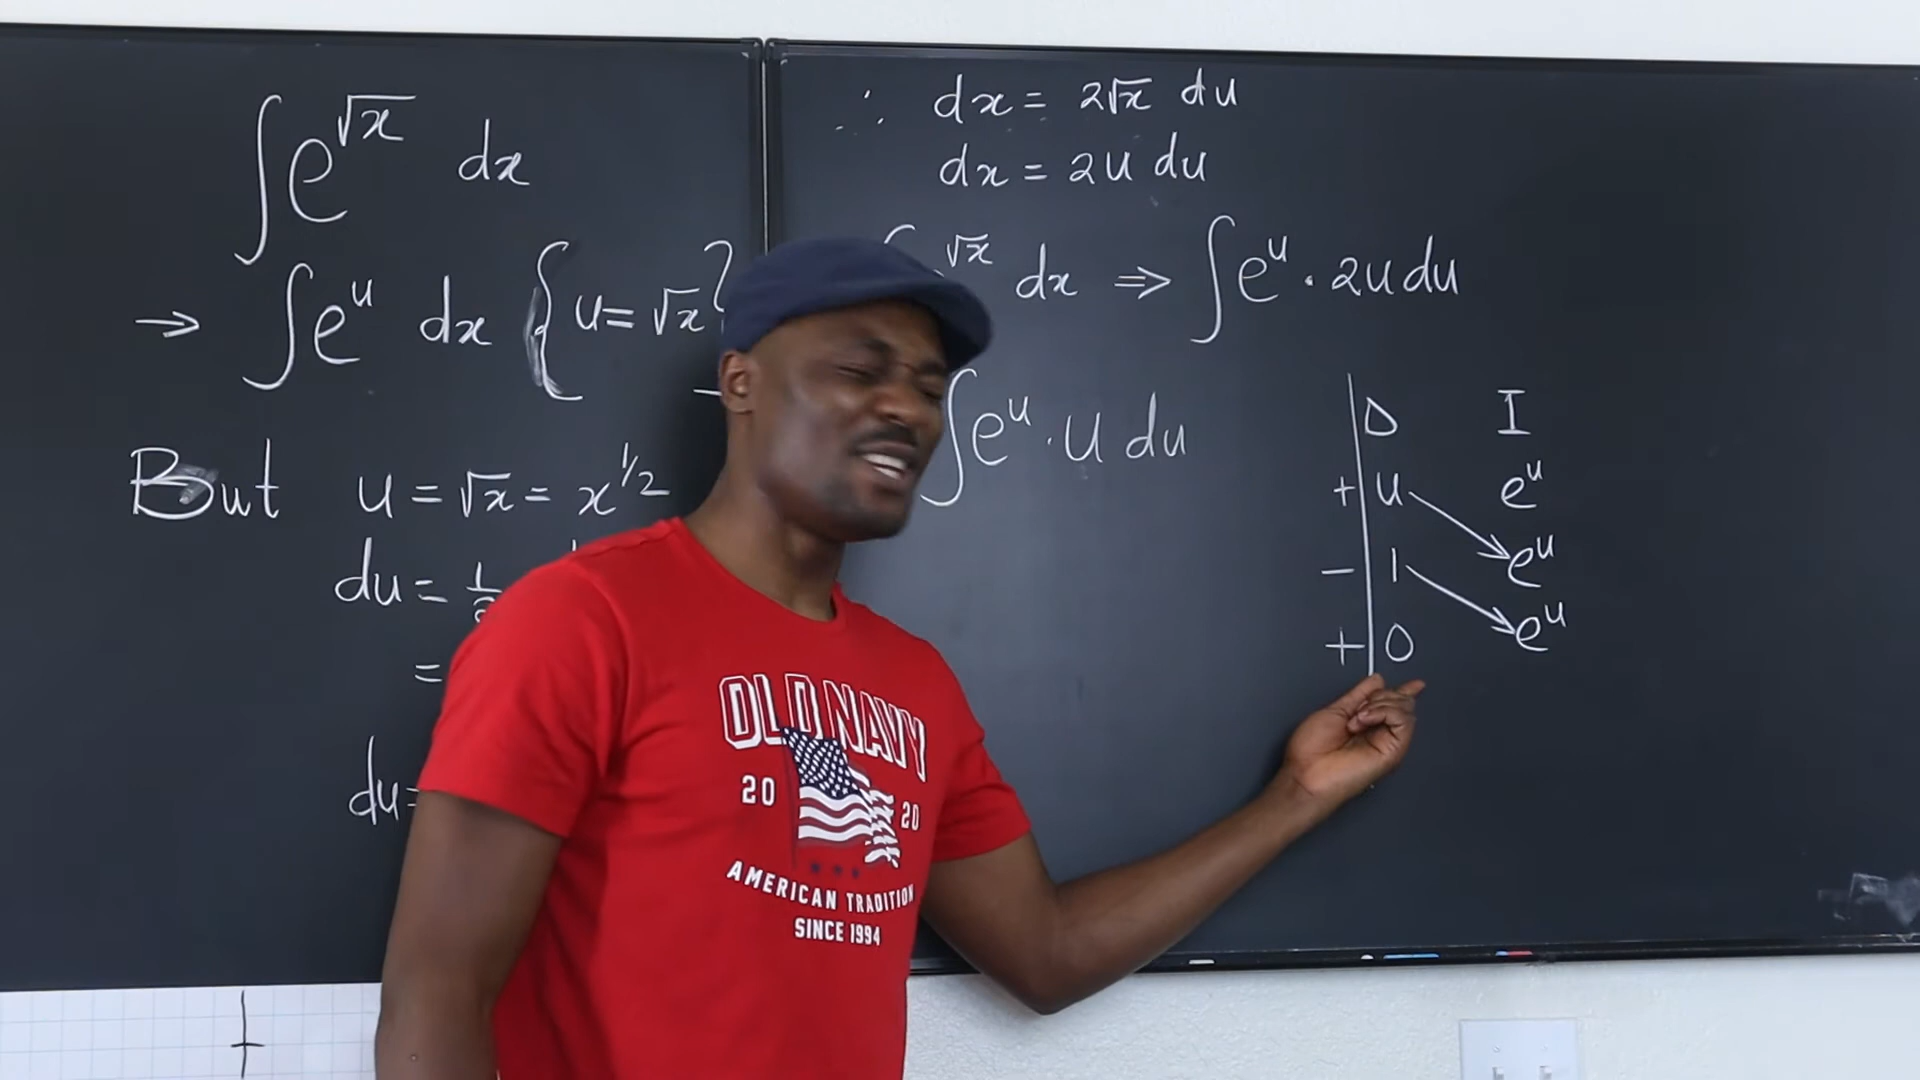 ∫e^√x dx
→ ∫e^u dx {u=√x}
But u = √x = x^1/2
du = 1
=
du=
∴ dx = 2√x du
dx = 2u du
√x dx ⇒ ∫e^u · 2u du
∫e^u · u du
D I
+ u e^u
− 1 e^u
+ 0 e^u
OLD NAVY
20 20
AMERICAN TRADITION
SINCE 1994